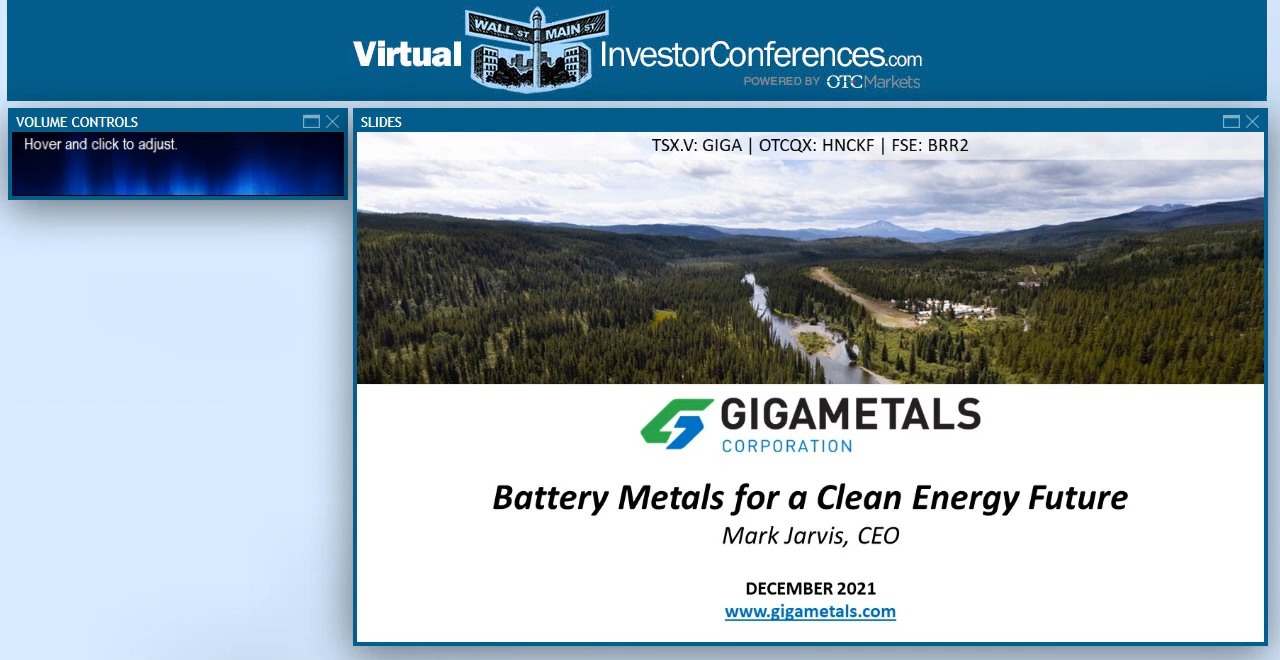 Virtual WALL ST MAIN ST InvestorConferences.com
POWERED BY OTCMarkets
VOLUME CONTROLS
Hover and click to adjust.
SLIDES
TSX.V: GIGA | OTCQX: HNCKF | FSE: BRR2
GIGAMETALS
CORPORATION
Battery Metals for a Clean Energy Future
Mark Jarvis, CEO
DECEMBER 2021
www.gigametals.com